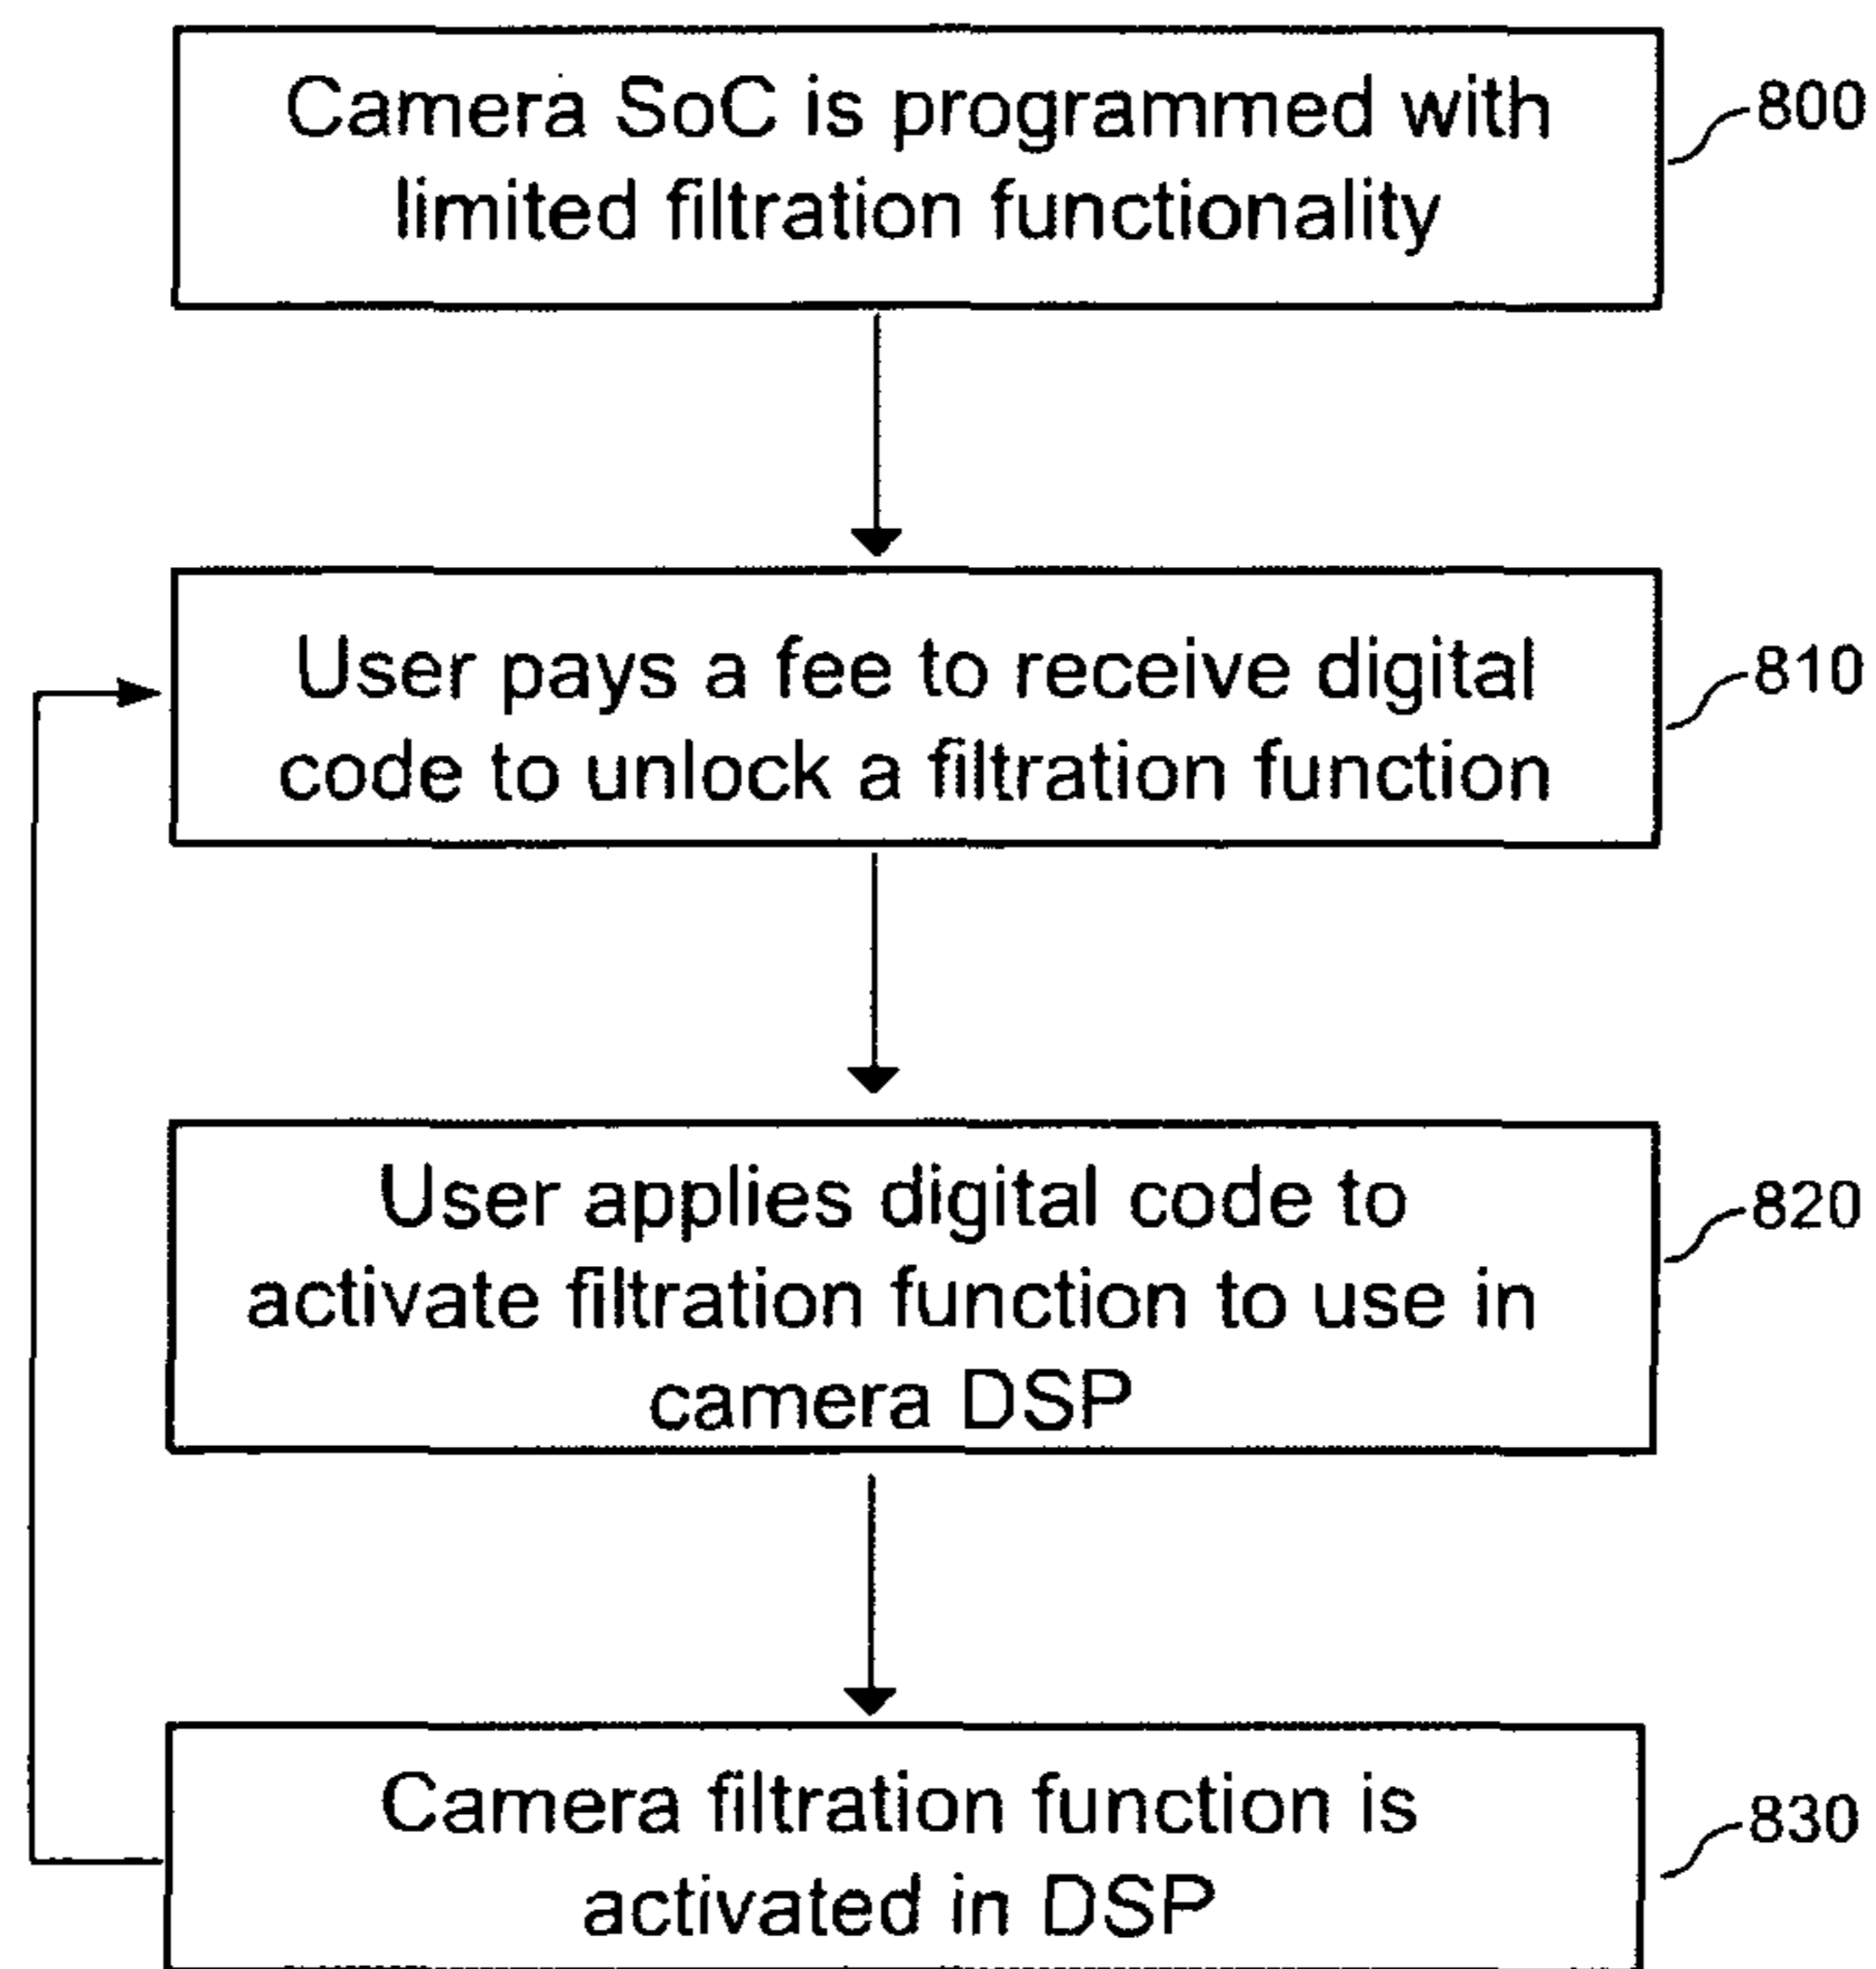 Camera SoC is programmed with
limited filtration functionality
800
User pays a fee to receive digital
code to unlock a filtration function
810
User applies digital code to
activate filtration function to use in
camera DSP
820
Camera filtration function is
activated in DSP
830